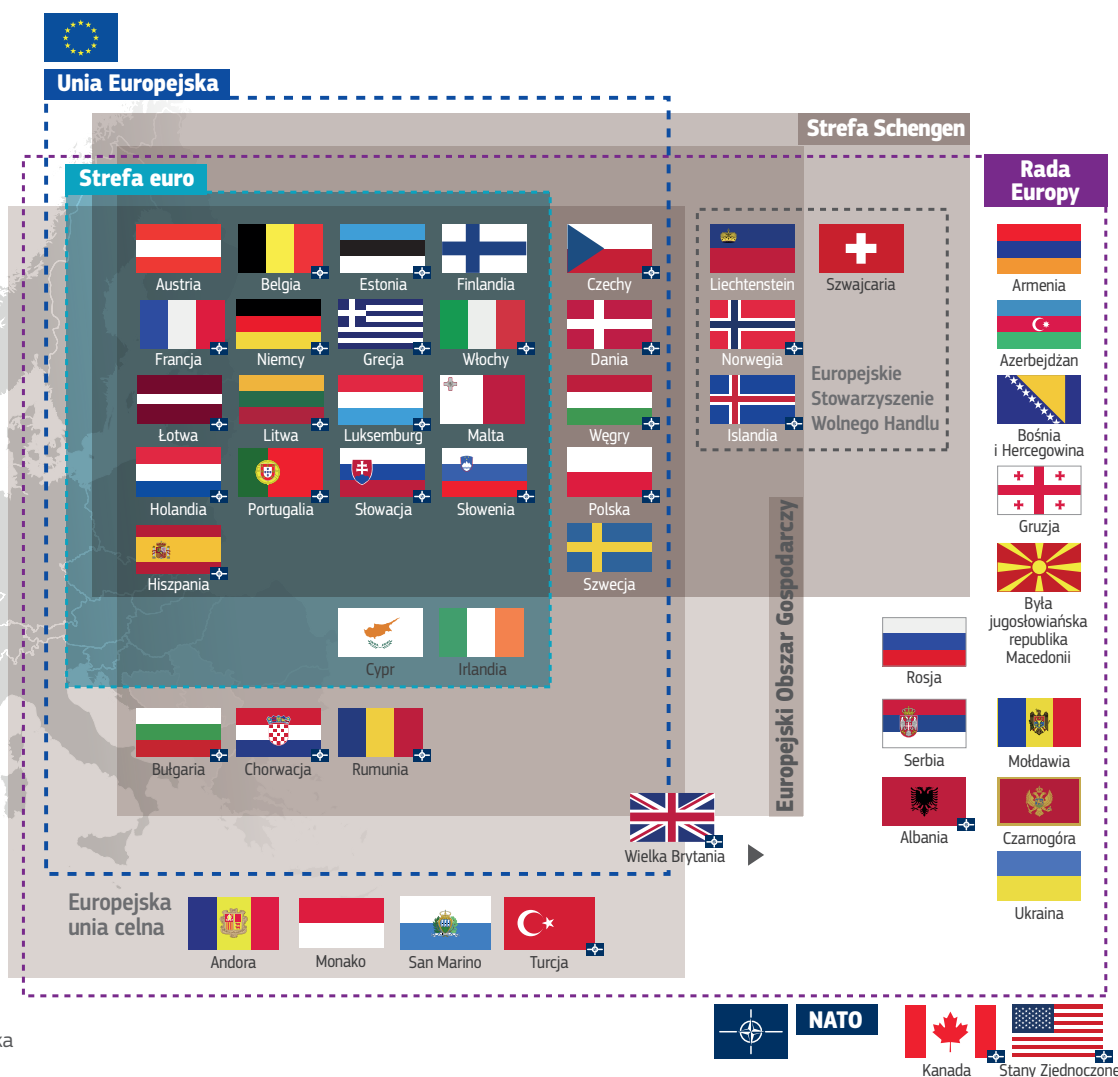 Unia Europejska
Strefa Schengen
Strefa euro
Rada
Europy
Austria
Belgia
Estonia
Finlandia
Czechy
Liechtenstein
Szwajcaria
Armenia
Francja
Niemcy
Grecja
Włochy
Dania
Norwegia
Azerbejdżan
Europejskie
Stowarzyszenie
Wolnego Handlu
Łotwa
Litwa
Luksemburg
Malta
Węgry
Islandia
Bośnia
i Hercegowina
Holandia
Portugalia
Słowacja
Słowenia
Polska
Gruzja
Hiszpania
Szwecja
Europejski Obszar Gospodarczy
Była
jugosłowiańska
republika
Macedonii
Cypr
Irlandia
Rosja
Bułgaria
Chorwacja
Rumunia
Serbia
Mołdawia
Wielka Brytania
Albania
Czarnogóra
Ukraina
Europejska
unia celna
Andora
Monako
San Marino
Turcja
NATO
ka
Kanada
Stany Zjednoczone